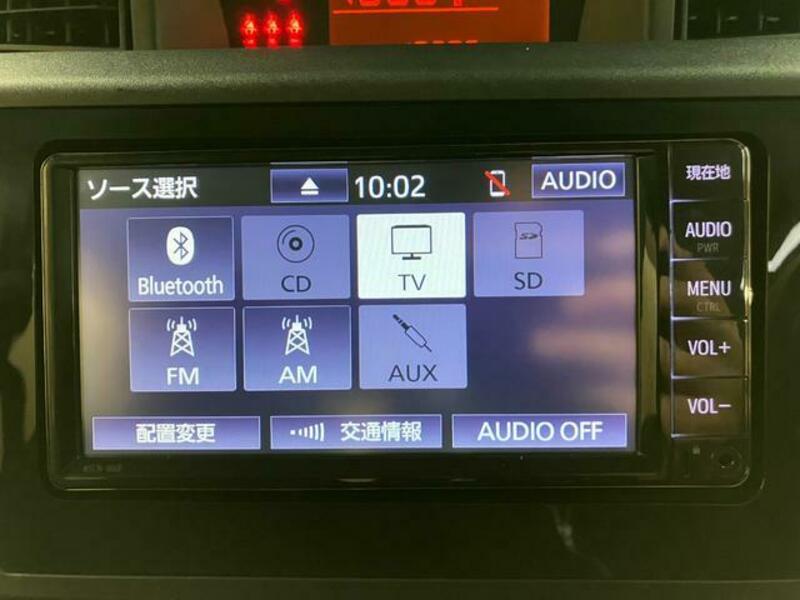 ソース選択 10:02 AUDIO
Bluetooth CD TV SD
FM AM AUX
配置変更 交通情報 AUDIO OFF
現在地
AUDIO
PWR
MENU
CTRL
VOL+
VOL−